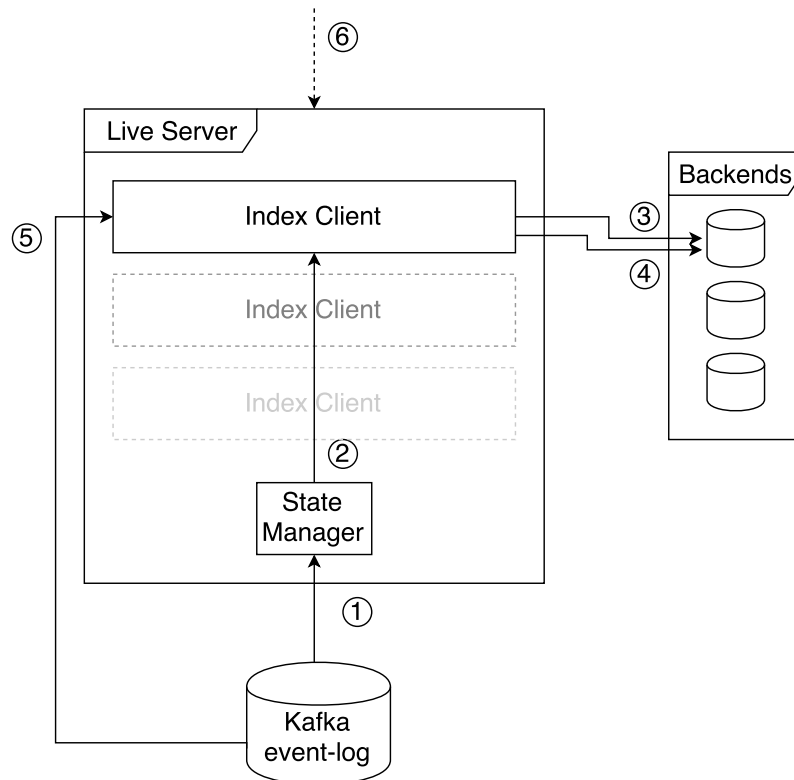 ⑥
Live Server
Backends
Index Client
③
⑤
④
Index Client
Index Client
②
State
Manager
①
Kafka
event-log